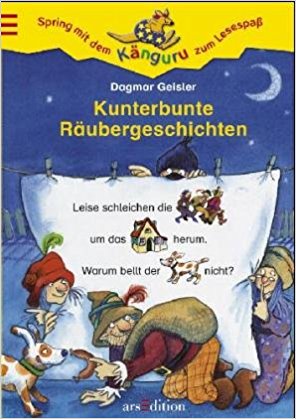 Spring mit dem Känguru zum Lesespaß
Dagmar Geisler
Kunterbunte
Räubergeschichten
Leise schleichen die
um das herum.
Warum bellt der nicht?
arsEdition